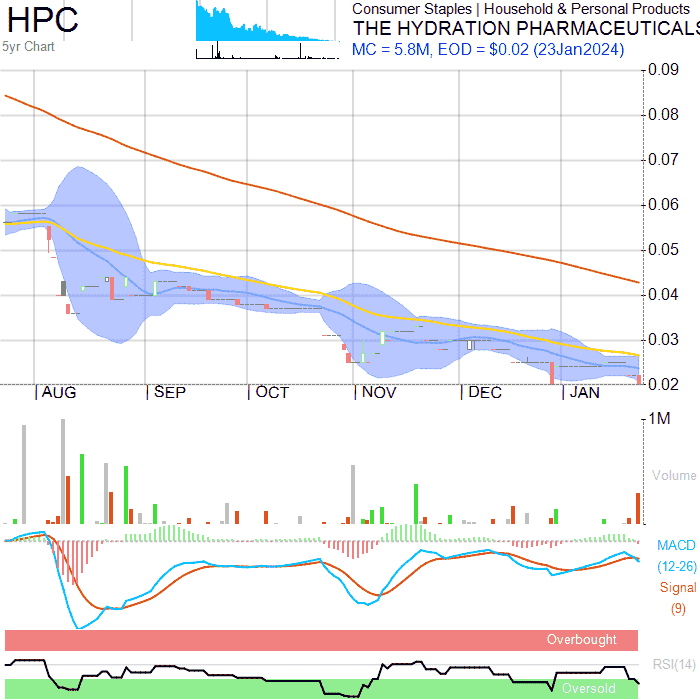 HPC
5yr Chart
Consumer Staples | Household & Personal Products
THE HYDRATION PHARMACEUTICALS
MC = 5.8M, EOD = $0.02 (23Jan2024)
0.09
0.08
0.07
0.06
0.05
0.04
0.03
0.02
AUG SEP OCT NOV DEC JAN
1M
Volume
MACD
(12-26)
Signal
(9)
Overbought
RSI(14)
Oversold